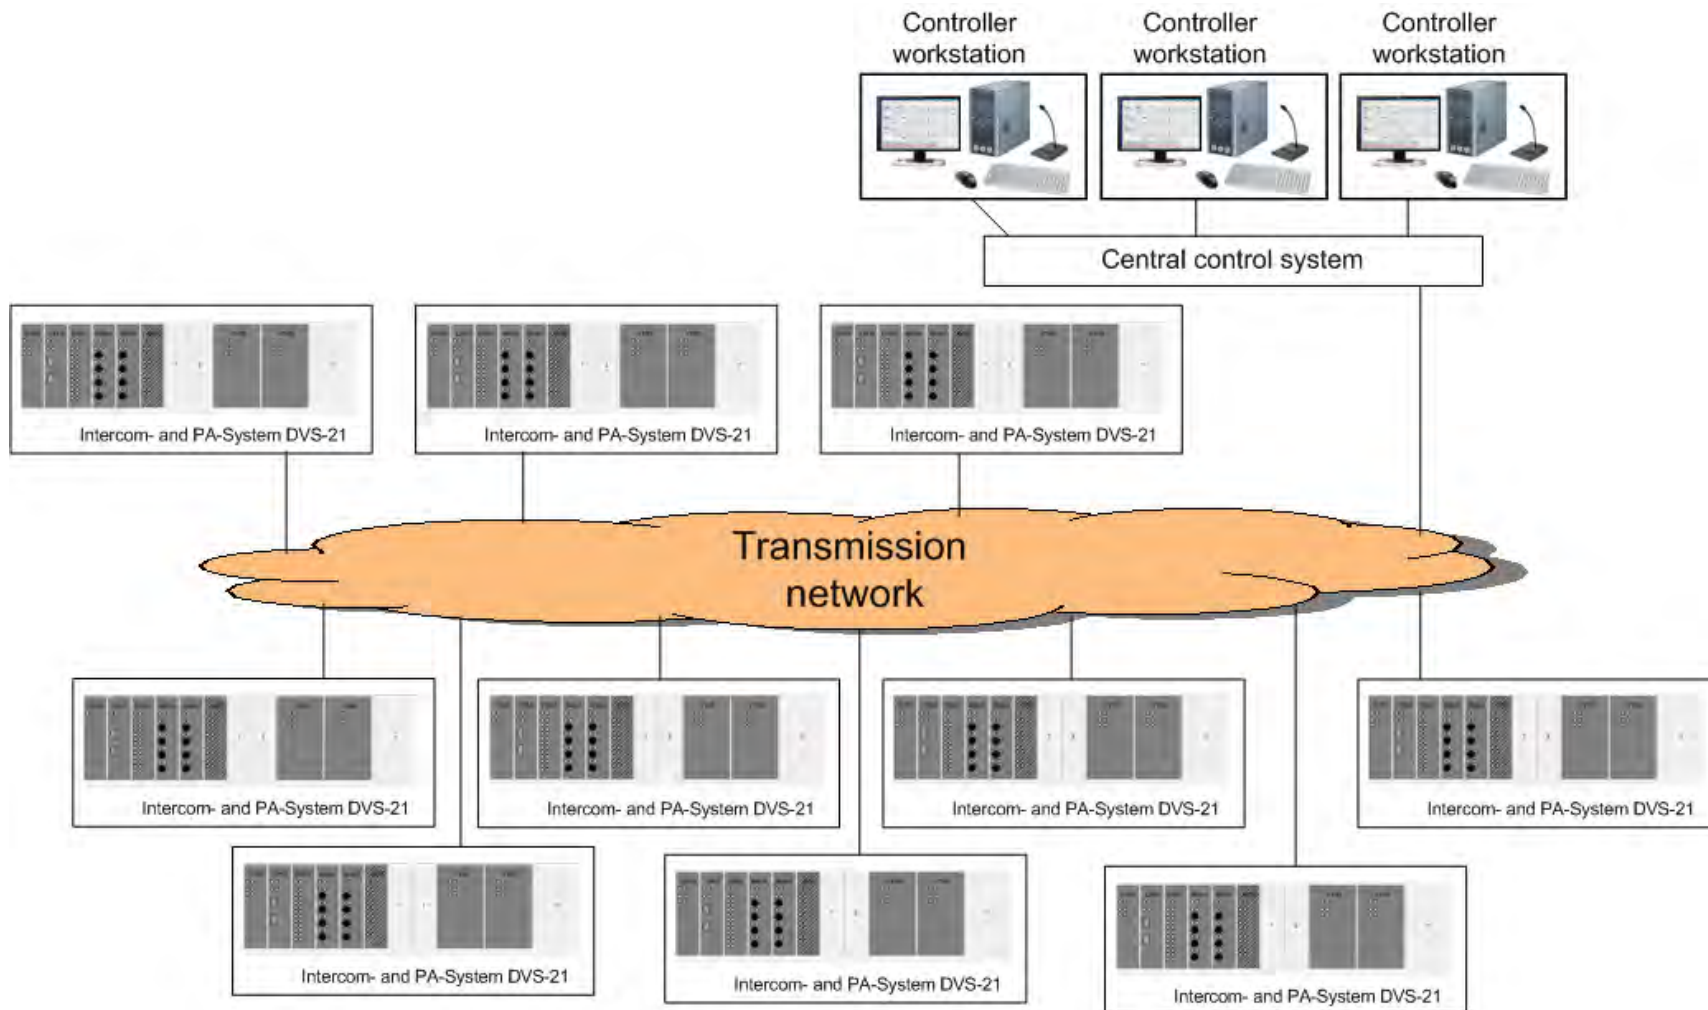 Controller
workstation
Controller
workstation
Controller
workstation
Central control system
Intercom- and PA-System DVS-21
Intercom- and PA-System DVS-21
Intercom- and PA-System DVS-21
Transmission
network
Intercom- and PA-System DVS-21
Intercom- and PA-System DVS-21
Intercom- and PA-System DVS-21
Intercom- and PA-System DVS-21
Intercom- and PA-System DVS-21
Intercom- and PA-System DVS-21
Intercom- and PA-System DVS-21